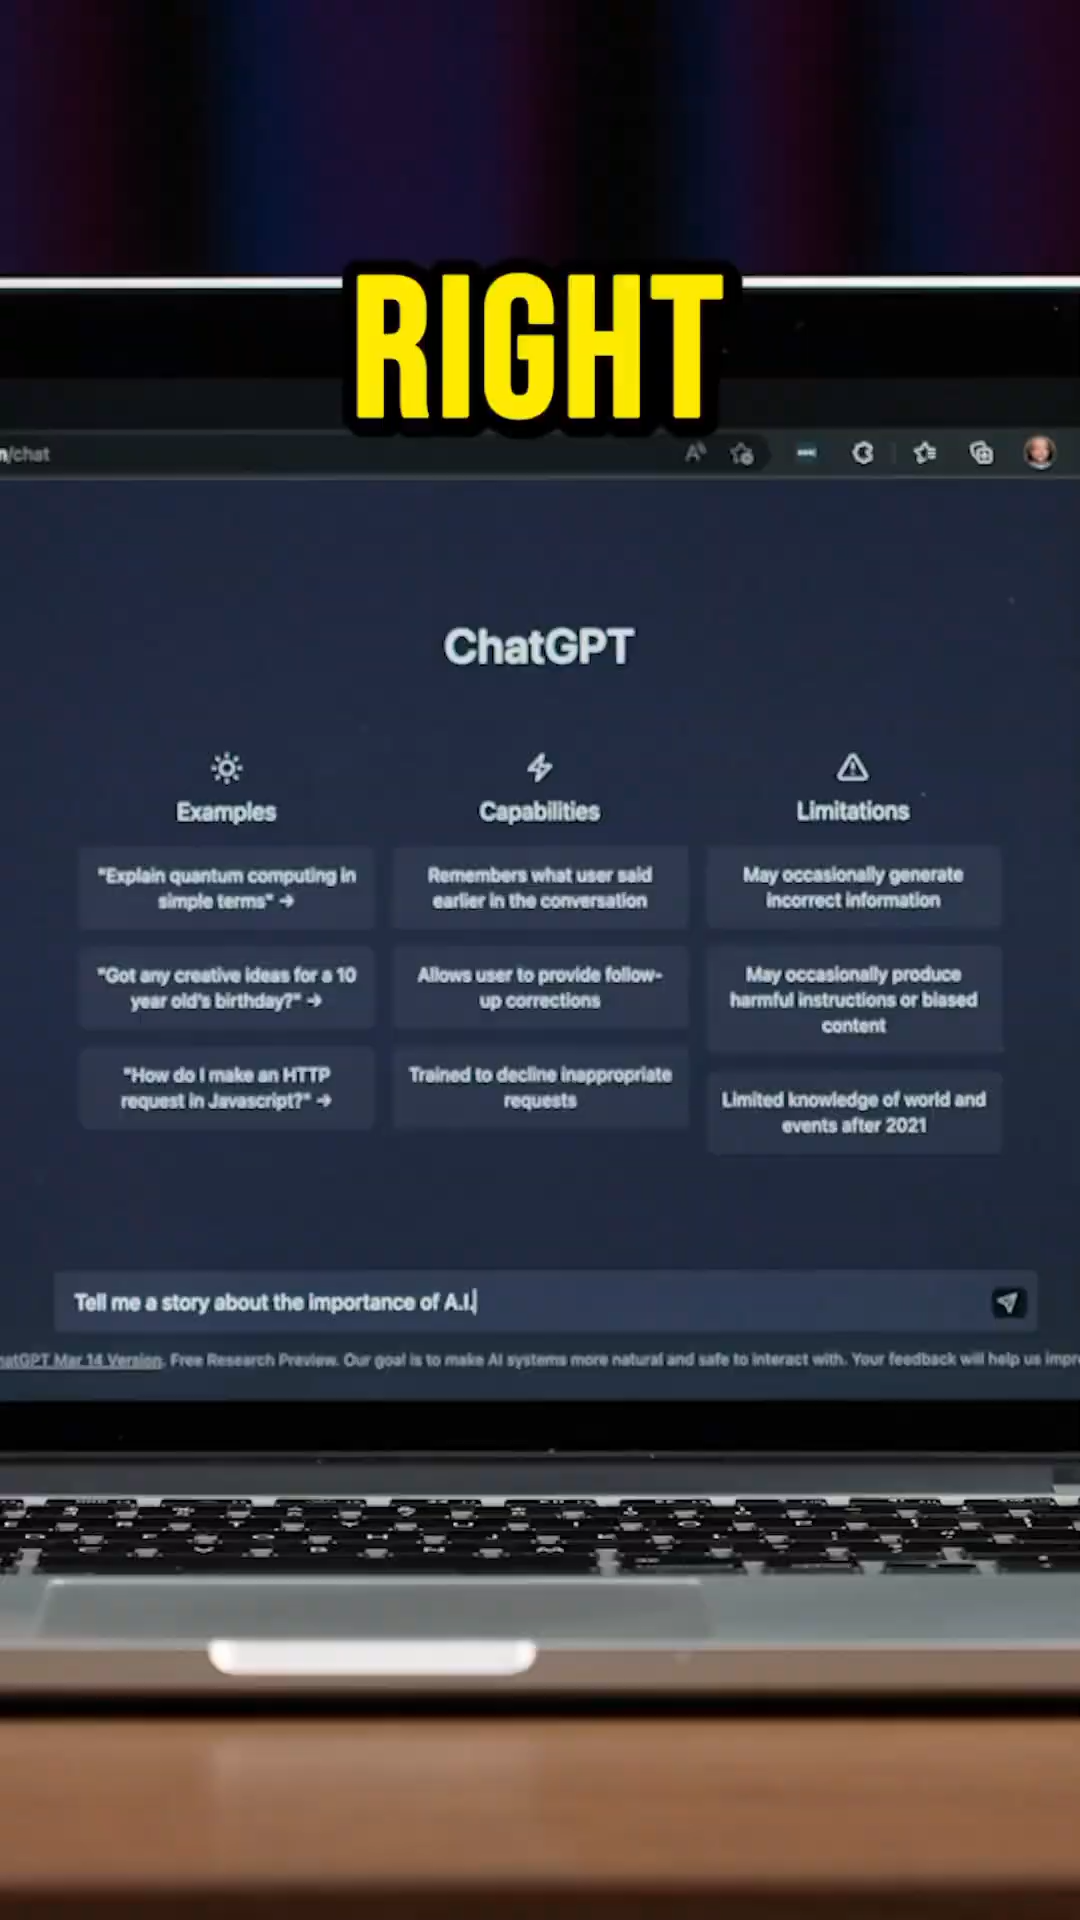 RIGHT
/chat
ChatGPT
Examples
"Explain quantum computing in
simple terms" →
"Got any creative ideas for a 10
year old's birthday?" →
"How do I make an HTTP
request in Javascript?" →
Capabilities
Remembers what user said
earlier in the conversation
Allows user to provide follow-
up corrections
Trained to decline inappropriate
requests
Limitations
May occasionally generate
incorrect information
May occasionally produce
harmful instructions or biased
content
Limited knowledge of world and
events after 2021
Tell me a story about the importance of A.I.
hatGPT Mar 14 Version. Free Research Preview. Our goal is to make AI systems more natural and safe to interact with. Your feedback will help us impr